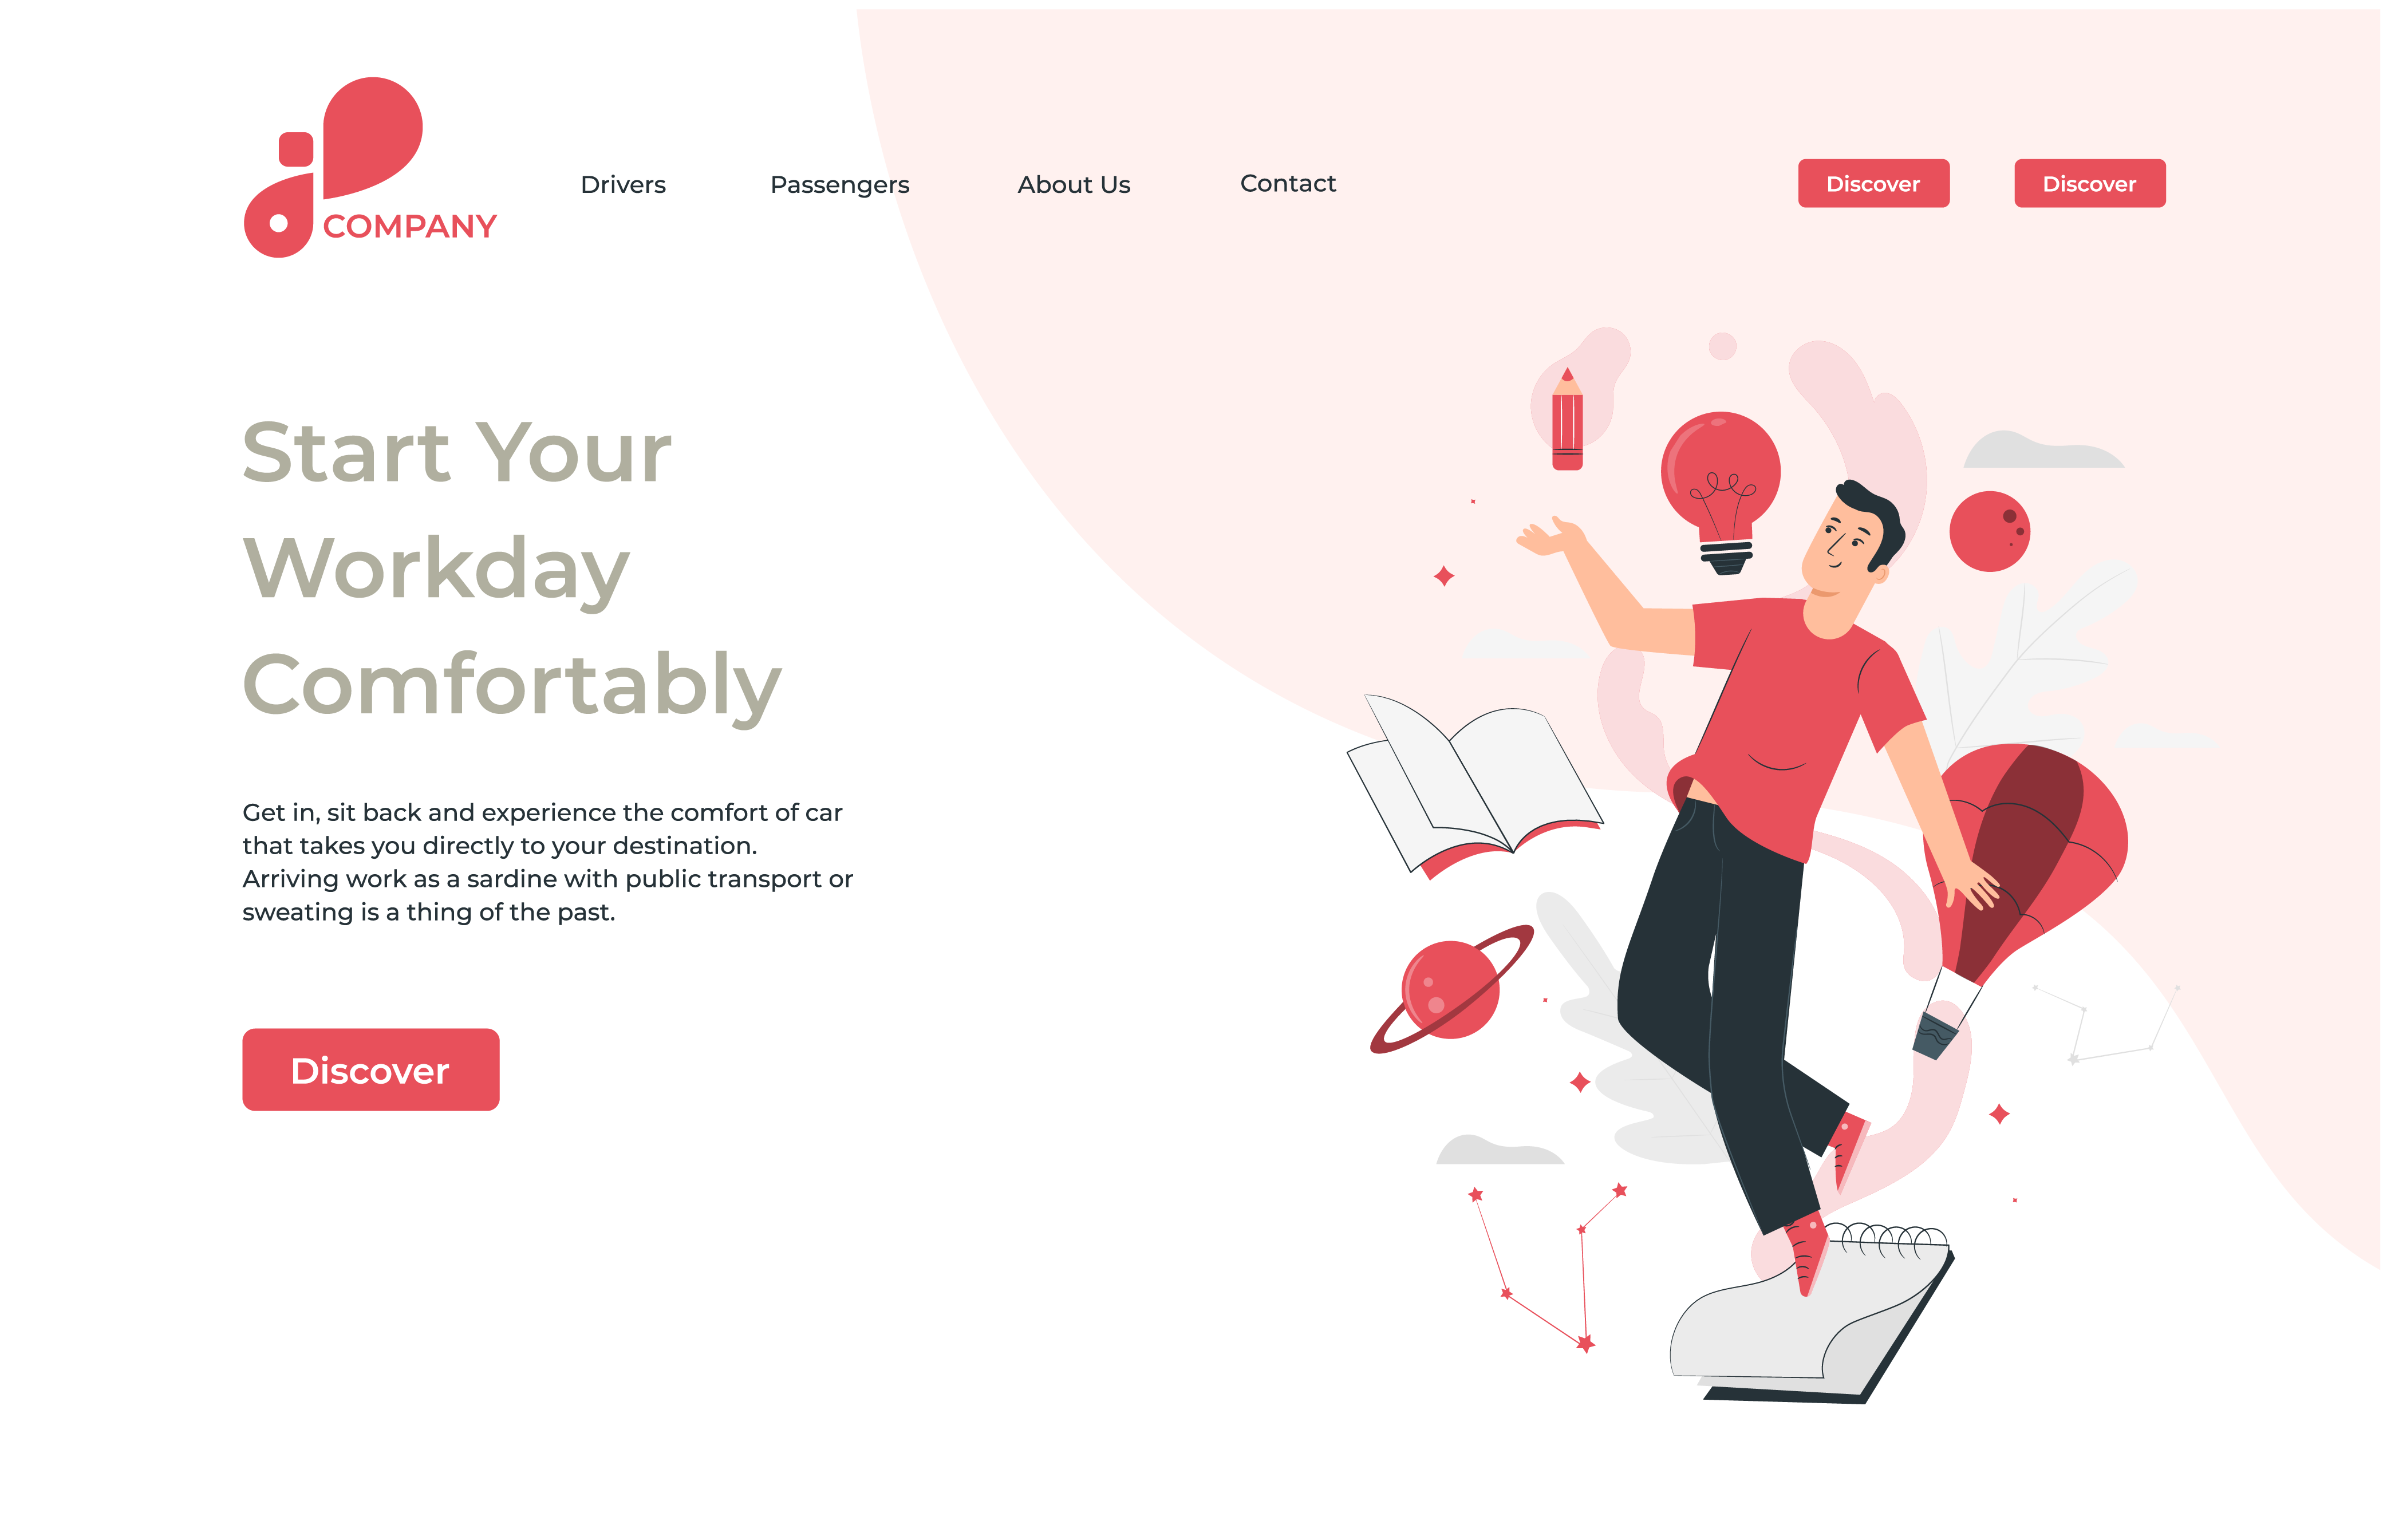 COMPANY
Drivers
Passengers
About Us
Contact
Discover
Discover
Start Your
Workday
Comfortably
Get in, sit back and experience the comfort of car
that takes you directly to your destination.
Arriving work as a sardine with public transport or
sweating is a thing of the past.
Discover